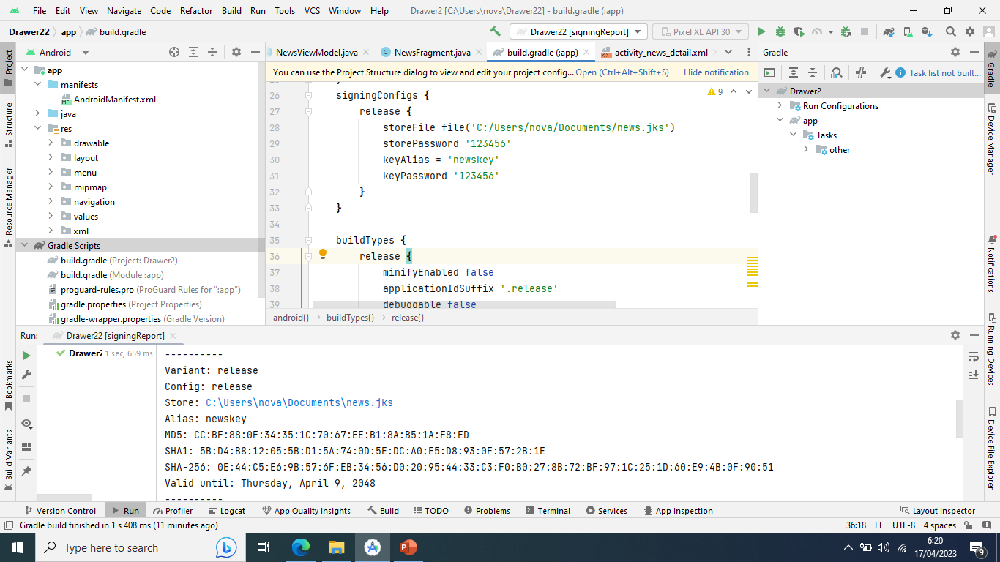 File Edit View Navigate Code Refactor Build Run Tools VCS Window Help Drawer2 [C:\Users\nova\Drawer22] - build.gradle (:app)
Drawer22 app build.gradle Drawer22 [signingReport] Pixel XL API 30
Project
Structure
Resource Manager
Bookmarks
Build Variants
Android
app
manifests
AndroidManifest.xml
java
res
drawable
layout
menu
mipmap
navigation
values
xml
Gradle Scripts
build.gradle (Project: Drawer2)
build.gradle (Module :app)
proguard-rules.pro (ProGuard Rules for ":app")
gradle.properties (Project Properties)
gradle-wrapper.properties (Gradle Version)
NewsViewModel.java NewsFragment.java build.gradle (:app) activity_news_detail.xml
You can use the Project Structure dialog to view and edit your project config... Open (Ctrl+Alt+Shift+S) Hide notification
9
26 signingConfigs {
27 release {
28 storeFile file('C:/Users/nova/Documents/news.jks')
29 storePassword '123456'
30 keyAlias = 'newskey'
31 keyPassword '123456'
32 }
33 }
34
35 buildTypes {
36 release {
37 minifyEnabled false
38 applicationIdSuffix '.release'
39 debuggable false
android{} buildTypes{} release{}
Gradle
Task list not built...
Drawer2
Run Configurations
app
Tasks
other
Gradle
Device Manager
Notifications
Running Devices
Device File Explorer
Run: Drawer22 [signingReport]
Drawer2 1 sec, 659 ms
----------
Variant: release
Config: release
Store: C:\Users\nova\Documents\news.jks
Alias: newskey
MD5: CC:BF:88:0F:34:35:1C:70:67:EE:B1:8A:B5:1A:F8:ED
SHA1: 5B:D4:B8:12:05:5B:D1:5A:74:0D:5E:DC:A0:E5:D8:93:0F:57:2B:1E
SHA-256: 0E:44:C5:E6:9B:57:6F:EB:34:56:D0:20:95:44:33:C3:F0:B0:27:8B:72:BF:97:1C:25:1D:60:E9:4B:0F:90:51
Valid until: Thursday, April 9, 2048
----------
Version Control Run Profiler Logcat App Quality Insights Build TODO Problems Terminal Services App Inspection Layout Inspector
Gradle build finished in 1 s 408 ms (11 minutes ago) 36:18 LF UTF-8 4 spaces
Type here to search
6:20
17/04/2023
9